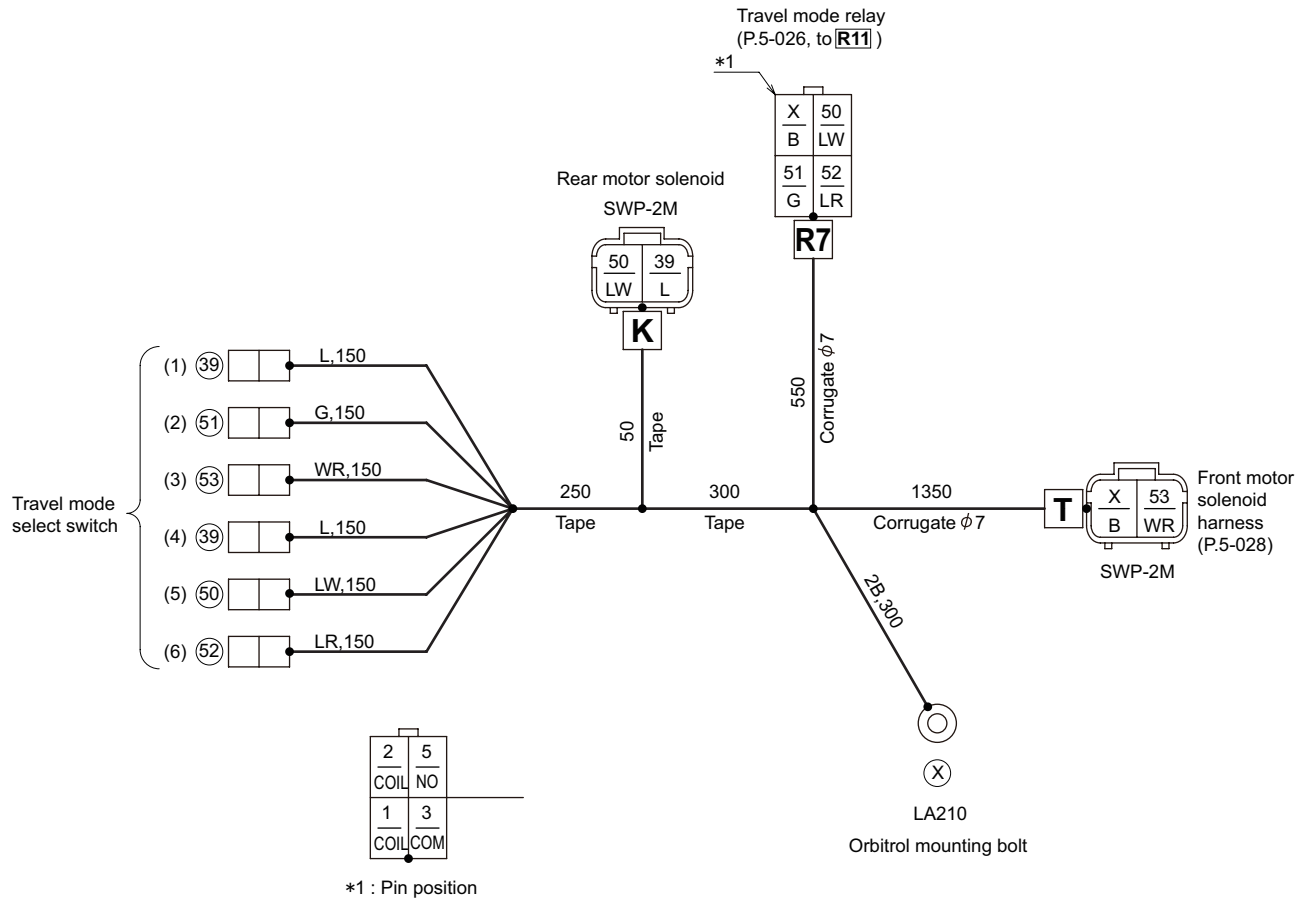 Travel mode relay
(P.5-026, to R11 )
*1
X 50
B LW
51 52
G LR
R7
Rear motor solenoid
SWP-2M
50 39
LW L
K
50
Tape
550
Corrugate ϕ7
Travel mode
select switch
(1) 39 L,150
(2) 51 G,150
(3) 53 WR,150
(4) 39 L,150
(5) 50 LW,150
(6) 52 LR,150
250
Tape
300
Tape
1350
Corrugate ϕ7
T
X 53
B WR
SWP-2M
Front motor
solenoid
harness
(P.5-028)
2B,300
X
LA210
Orbitrol mounting bolt
2 5
COIL NO
1 3
COIL COM
*1 : Pin position